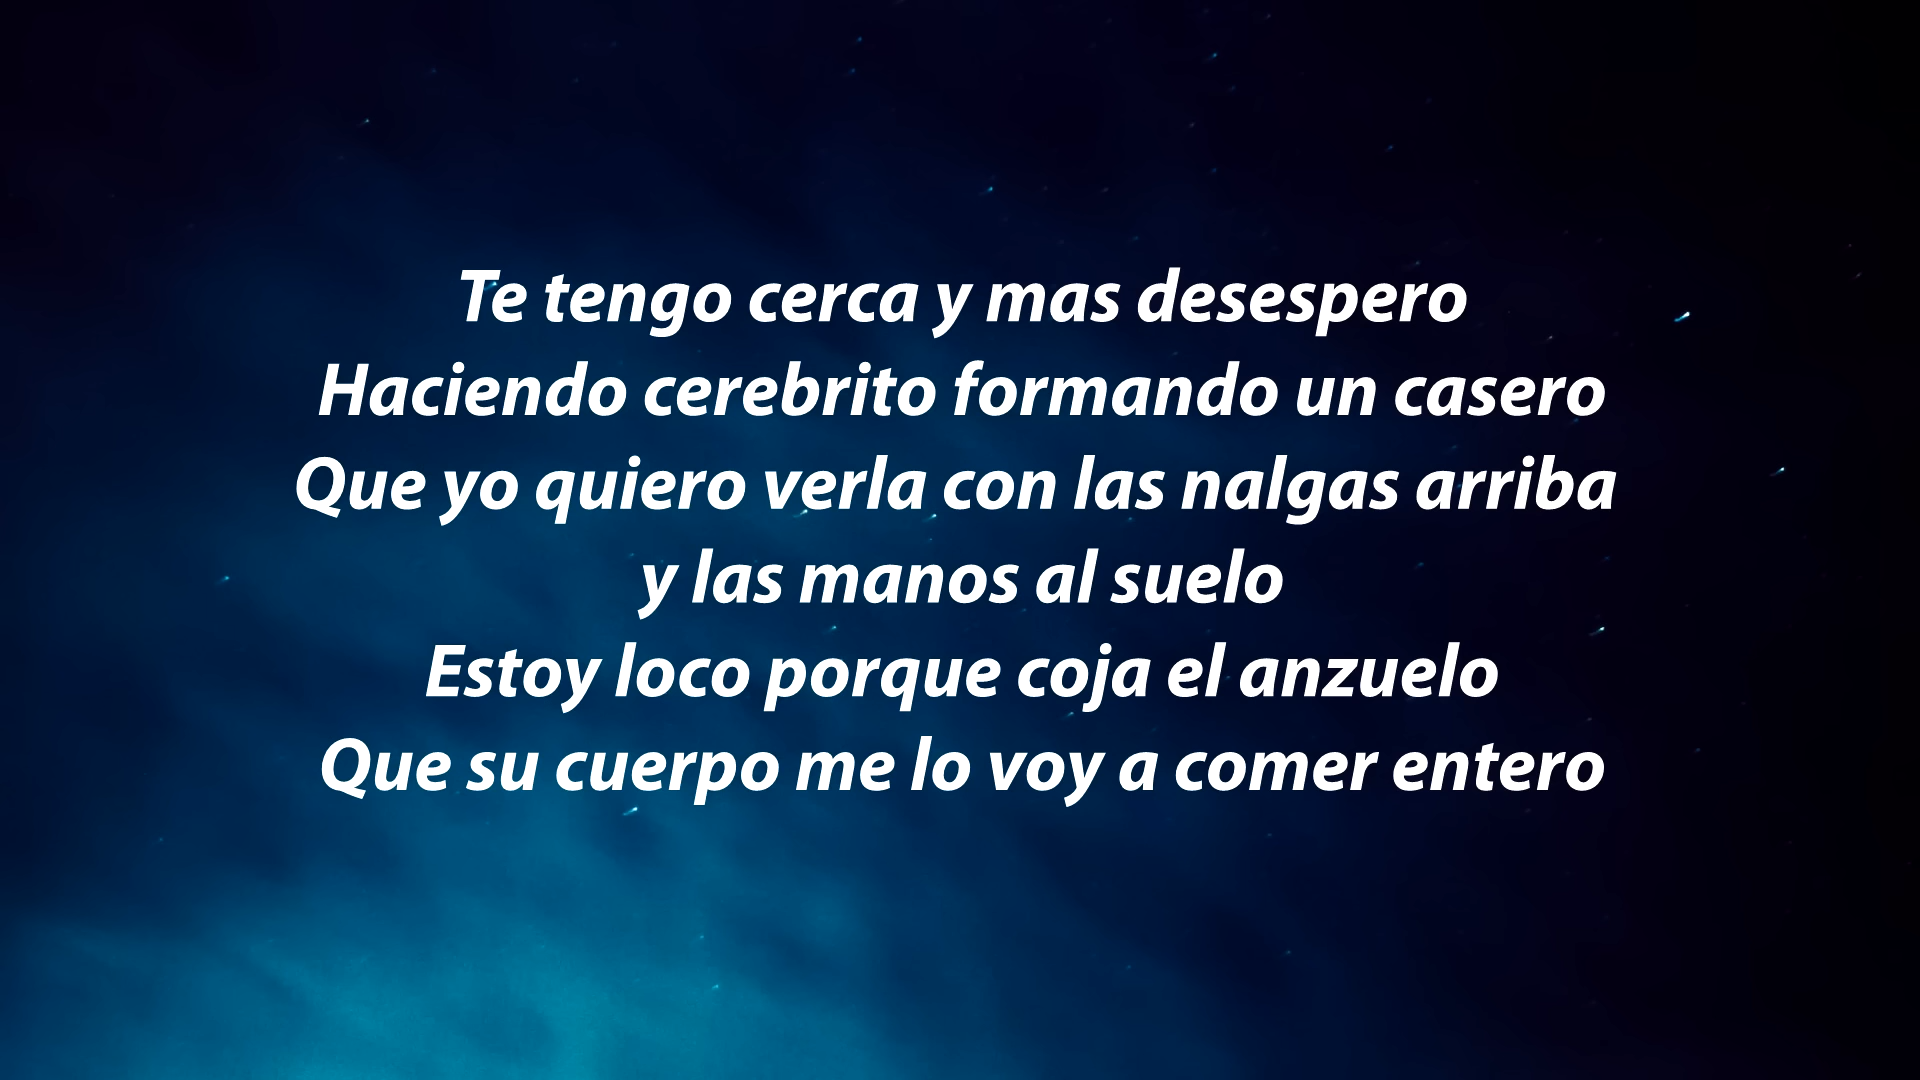 Te tengo cerca y mas desespero
Haciendo cerebrito formando un casero
Que yo quiero verla con las nalgas arriba
y las manos al suelo
Estoy loco porque coja el anzuelo
Que su cuerpo me lo voy a comer entero